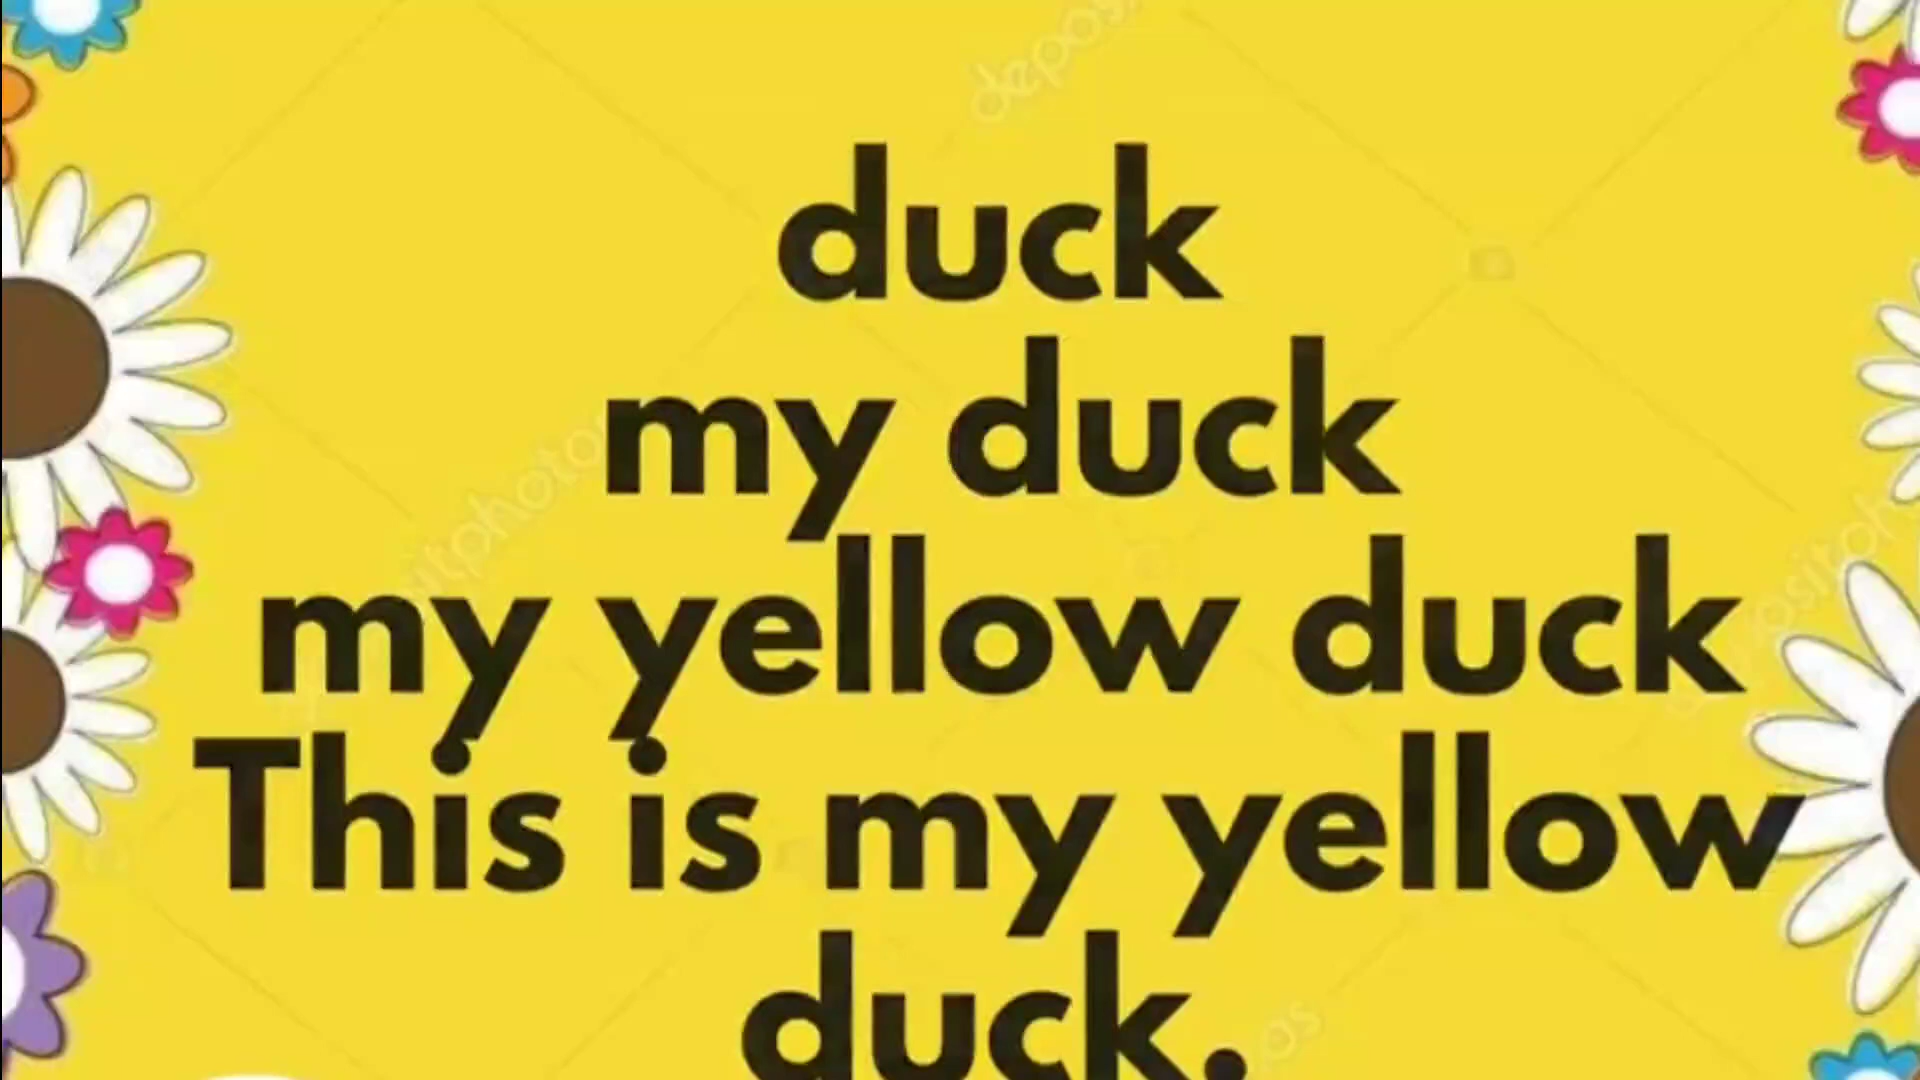 duck
my duck
my yellow duck
This is my yellow
duck.